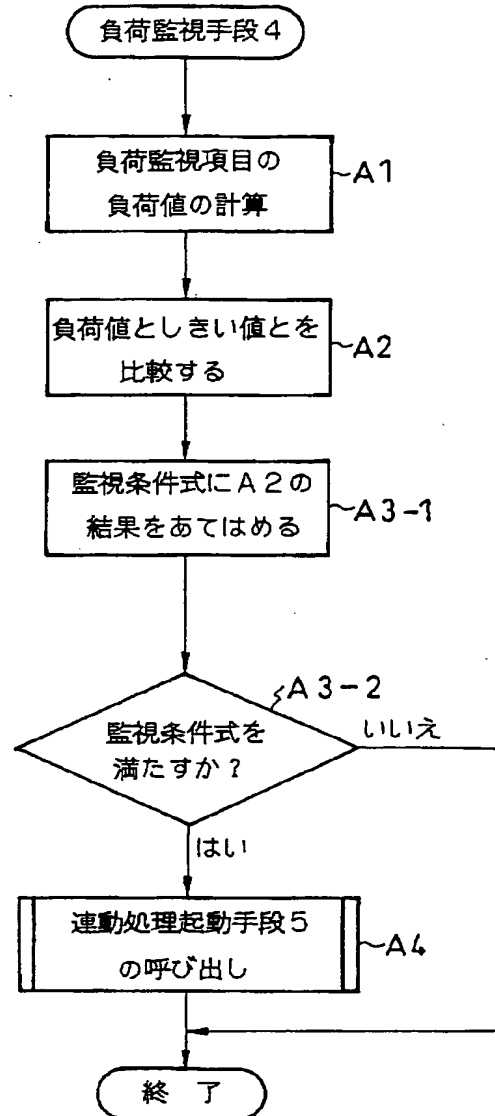 負荷監視手段4
負荷監視項目の
負荷値の計算
A1
負荷値としきい値とを
比較する
A2
監視条件式にA2の
結果をあてはめる
A3-1
A3-2
監視条件式を
満たすか?
いいえ
はい
連動処理起動手段5
の呼び出し
A4
終 了